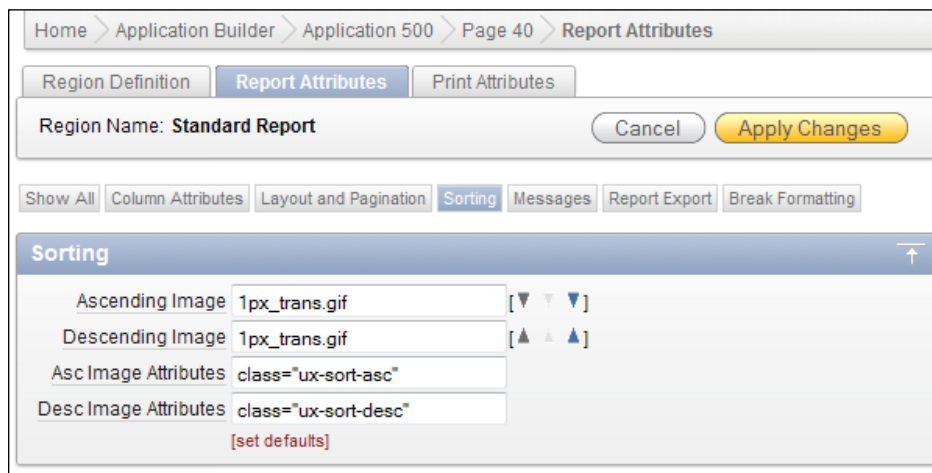 Home Application Builder Application 500 Page 40 Report Attributes
Region Definition Report Attributes Print Attributes
Region Name: Standard Report Cancel Apply Changes
Show All Column Attributes Layout and Pagination Sorting Messages Report Export Break Formatting
Sorting
Ascending Image 1px_trans.gif [ ]
Descending Image 1px_trans.gif [ ]
Asc Image Attributes class="ux-sort-asc"
Desc Image Attributes class="ux-sort-desc"
[set defaults]